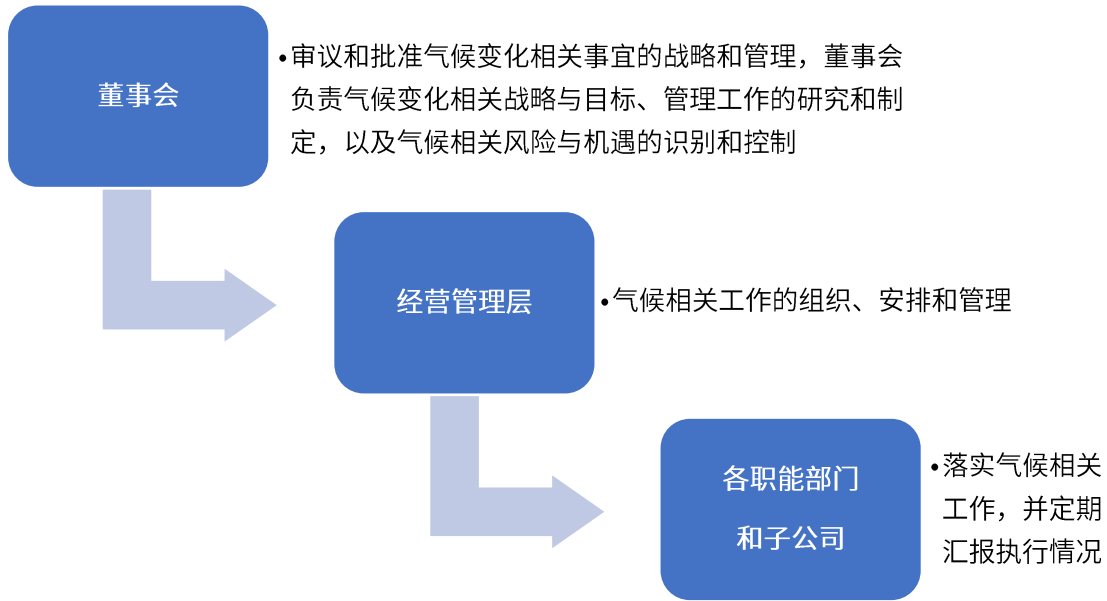 董事会
•审议和批准气候变化相关事宜的战略和管理，董事会
负责气候变化相关战略与目标、管理工作的研究和制
定，以及气候相关风险与机遇的识别和控制
经营管理层
•气候相关工作的组织、安排和管理
各职能部门
和子公司
•落实气候相关
工作，并定期
汇报执行情况